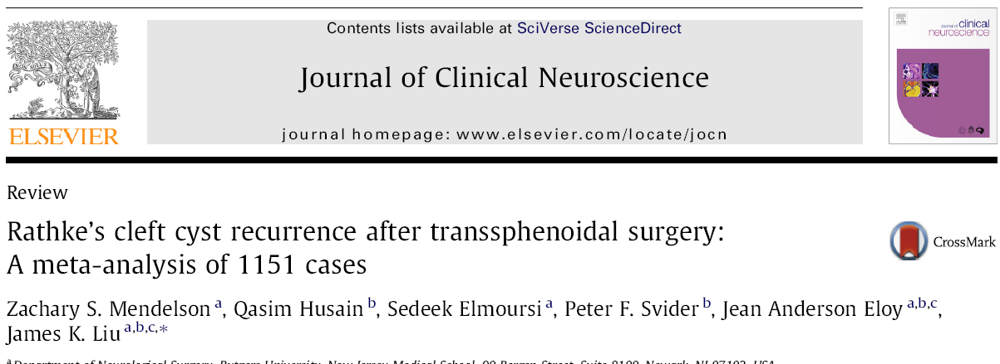 Contents lists available at SciVerse ScienceDirect
Journal of Clinical Neuroscience
journal homepage: www.elsevier.com/locate/jocn
ELSEVIER
Journal of clinical
neuroscience
Review
Rathke's cleft cyst recurrence after transsphenoidal surgery:
A meta-analysis of 1151 cases
CrossMark
Zachary S. Mendelson a, Qasim Husain b, Sedeek Elmoursi a, Peter F. Svider b, Jean Anderson Eloy a,b,c,
James K. Liu a,b,c,*
a Department of Neurological Surgery, Rutgers University, New Jersey Medical School, 90 Bergen Street, Suite 8100, Newark, NJ 07103, USA